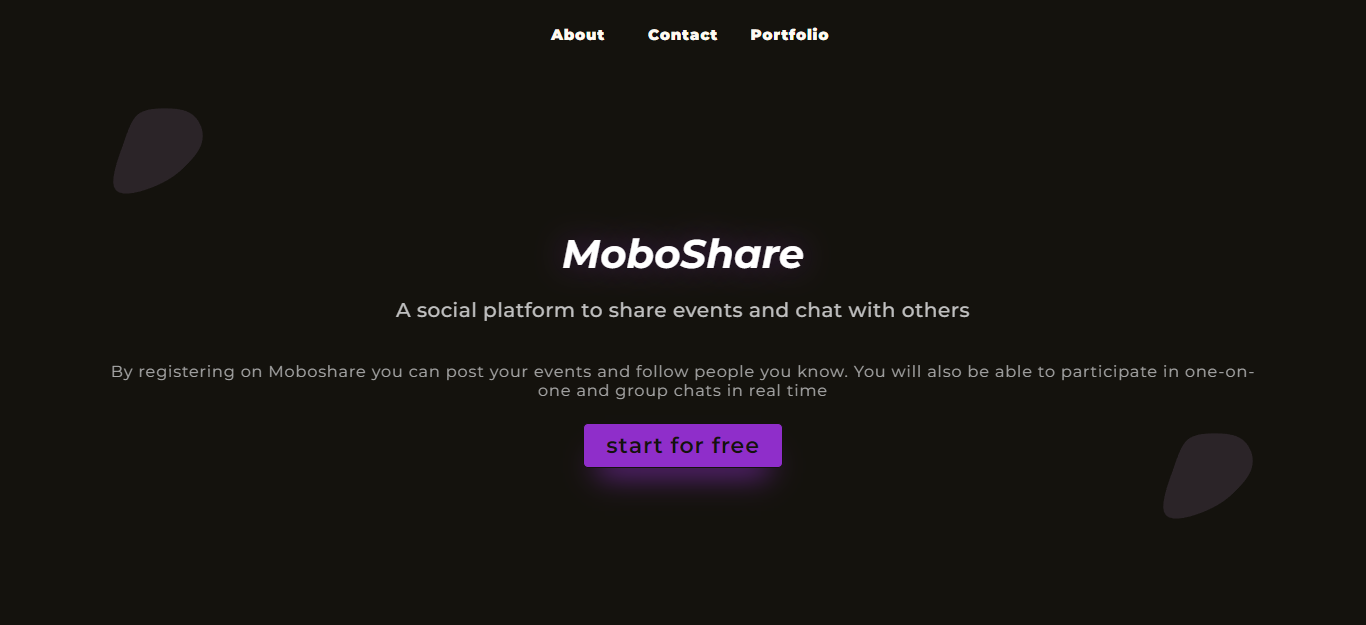 About Contact Portfolio
MoboShare
A social platform to share events and chat with others
By registering on Moboshare you can post your events and follow people you know. You will also be able to participate in one-on-
one and group chats in real time
start for free